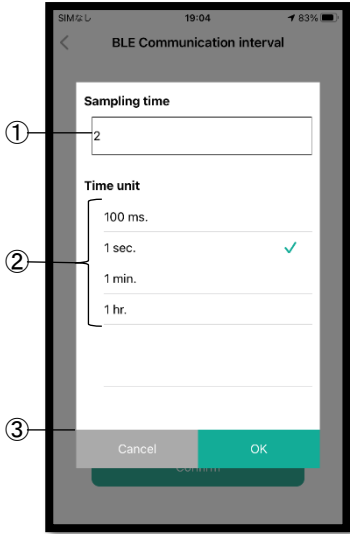 SIMなし 19:04 83%
BLE Communication interval
Sampling time
① 2
Time unit
②
100 ms.
1 sec.
1 min.
1 hr.
③
Cancel OK
Confirm